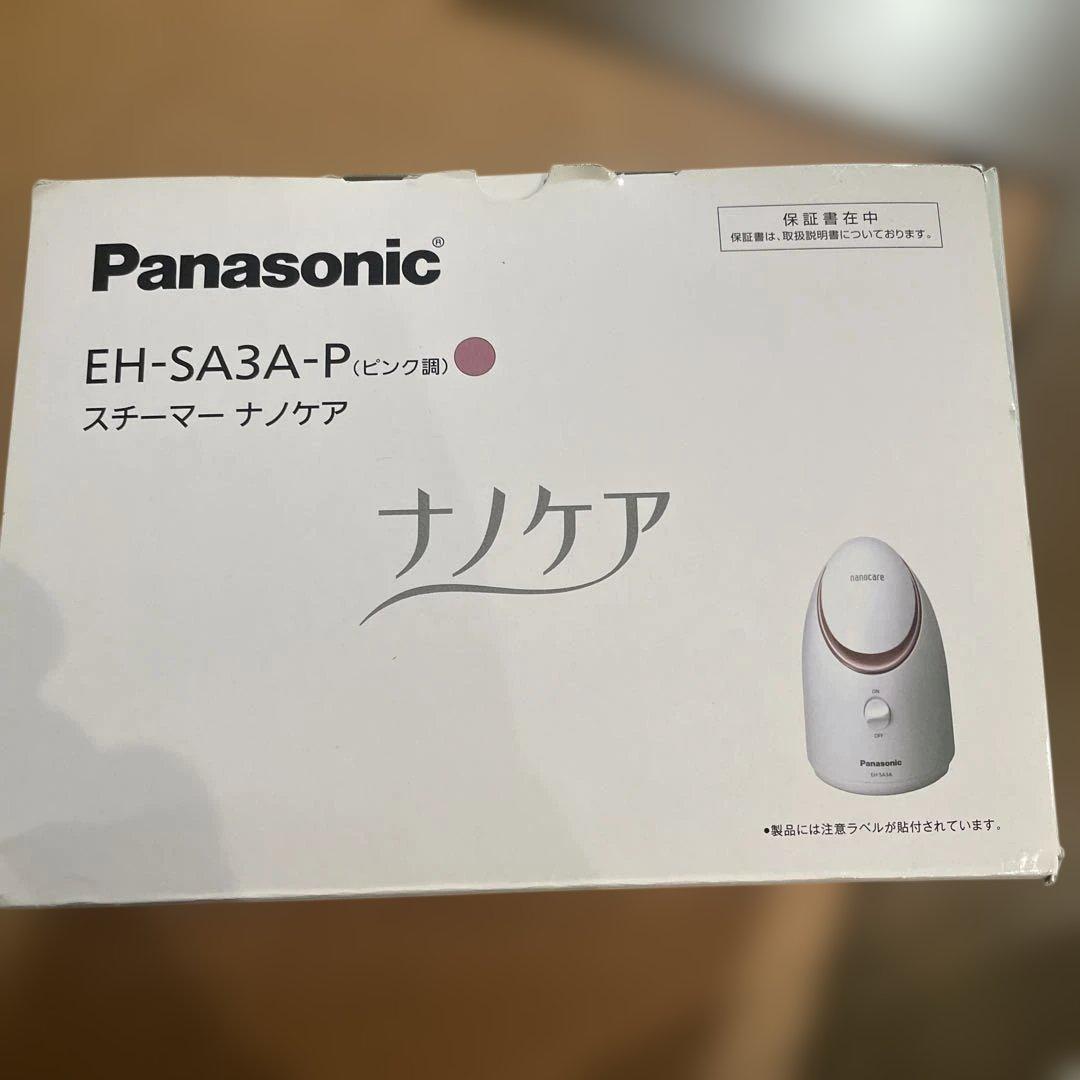 保証書在中
保証書は、取扱説明書についております。
Panasonic®
EH-SA3A-P(ピンク調)
スチーマー ナノケア
ナノケア
nanocare
ON
OFF
Panasonic
EH-SA3A
●製品には注意ラベルが貼付されています。